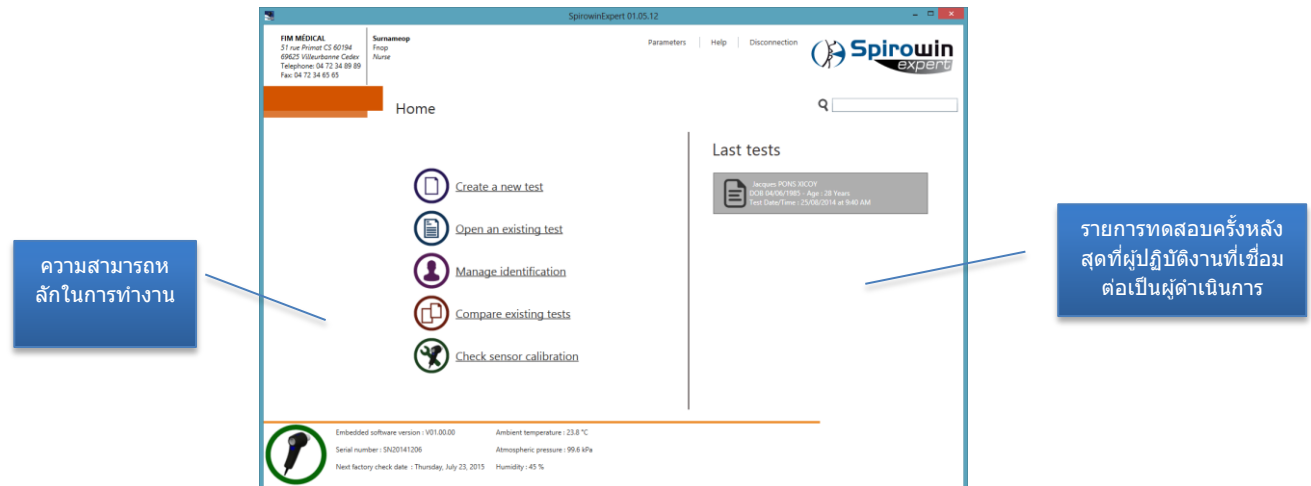 SpirowinExpert 01.05.12
FIM MÉDICAL
51 rue Primat CS 60194
69625 Villeurbanne Cedex
Telephone: 04 72 34 89 89
Fax: 04 72 34 65 65
Surnameop
Fnop
Nurse
Parameters
Help
Disconnection
Spirowin
expert
Home
Last tests
Jacques PONS XICOY
DOB 04/06/1985 - Age : 28 Years
Test Date/Time : 25/08/2014 at 9:40 AM
Create a new test
Open an existing test
Manage identification
Compare existing tests
Check sensor calibration
ความสามารถห
ลักในการทำงาน
รายการทดสอบครั้งหลัง
สุดที่ผู้ปฏิบัติงานที่เชื่อม
ต่อเป็นผู้ดำเนินการ
Embedded software version : V01.00.00
Ambient temperature : 23.8 °C
Serial number : SN20141206
Atmospheric pressure : 99.6 kPa
Next factory check date : Thursday, July 23, 2015
Humidity : 45 %